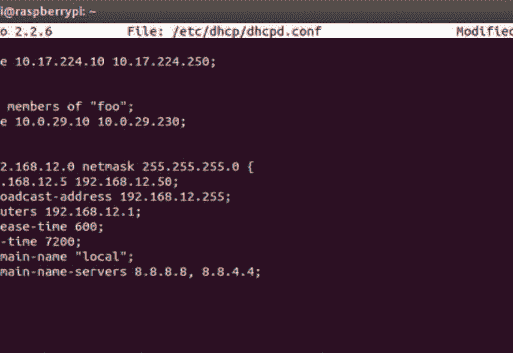 i@raspberrypi: ~
o 2.2.6 File: /etc/dhcp/dhcpd.conf Modified
e 10.17.224.10 10.17.224.250;
members of "foo";
e 10.0.29.10 10.0.29.230;
2.168.12.0 netmask 255.255.255.0 {
.168.12.5 192.168.12.50;
oadcast-address 192.168.12.255;
uters 192.168.12.1;
ease-time 600;
-time 7200;
main-name "local";
main-name-servers 8.8.8.8, 8.8.4.4;